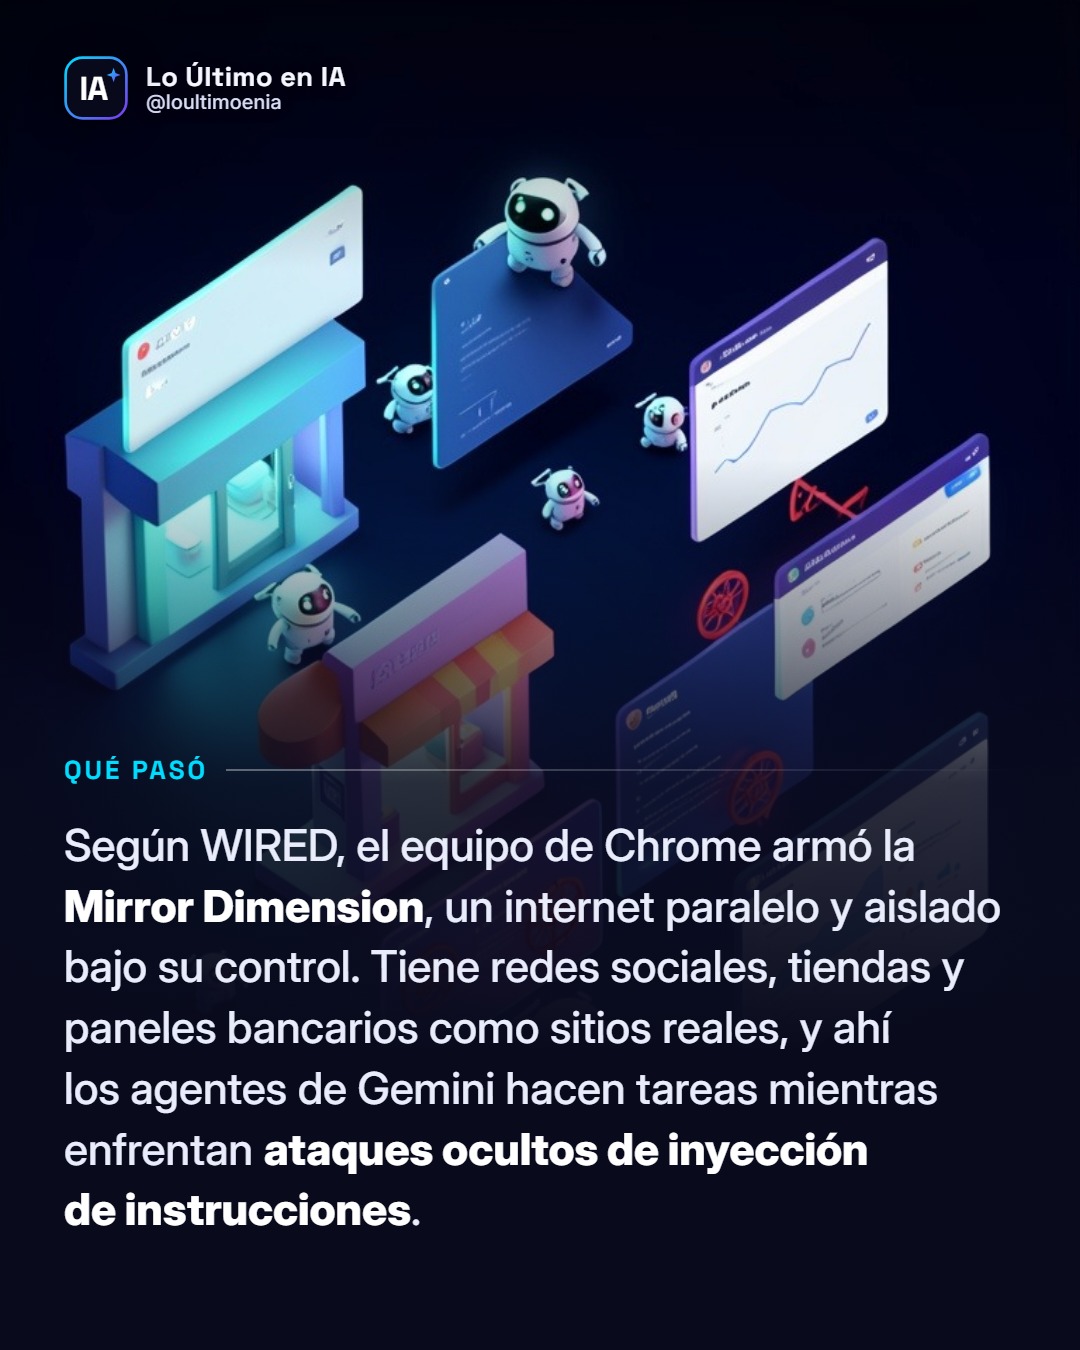 IA
Lo Último en IA
@loultimoenia
QUÉ PASÓ
Según WIRED, el equipo de Chrome armó la
Mirror Dimension, un internet paralelo y aislado
bajo su control. Tiene redes sociales, tiendas y
paneles bancarios como sitios reales, y ahí
los agentes de Gemini hacen tareas mientras
enfrentan ataques ocultos de inyección
de instrucciones.